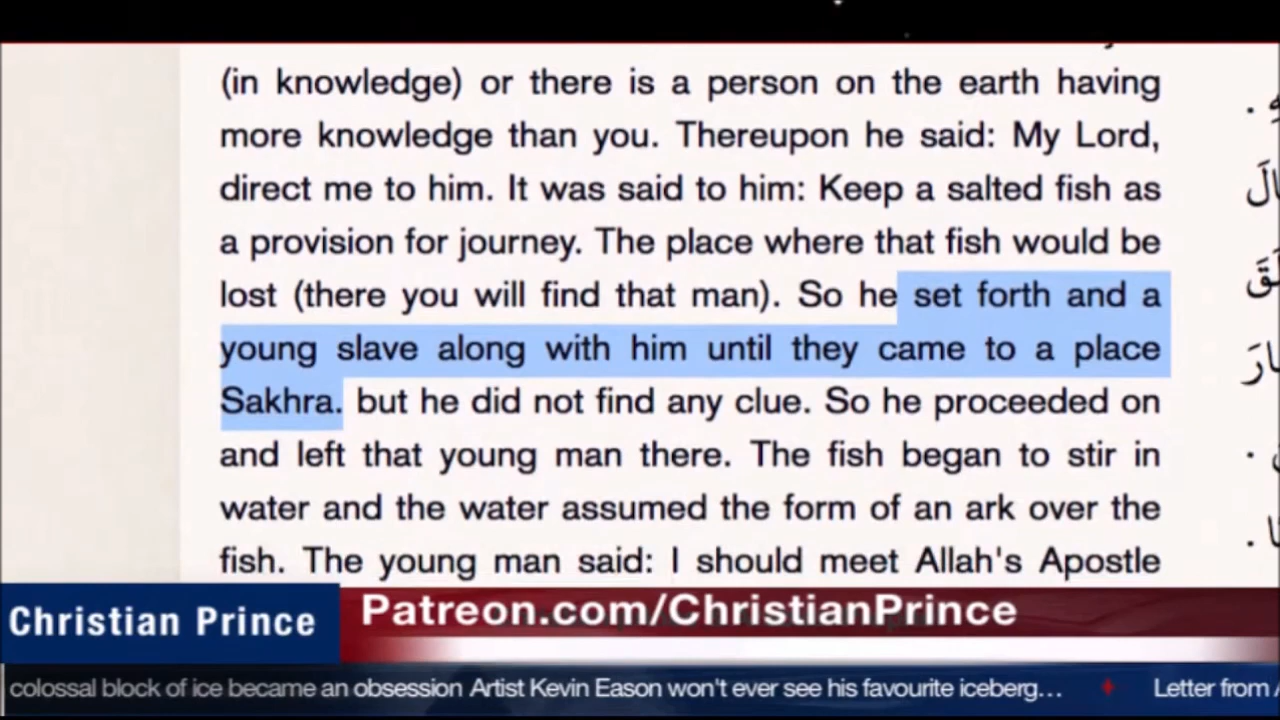 (in knowledge) or there is a person on the earth having
more knowledge than you. Thereupon he said: My Lord,
direct me to him. It was said to him: Keep a salted fish as
a provision for journey. The place where that fish would be
lost (there you will find that man). So he set forth and a
young slave along with him until they came to a place
Sakhra. but he did not find any clue. So he proceeded on
and left that young man there. The fish began to stir in
water and the water assumed the form of an ark over the
fish. The young man said: I should meet Allah's Apostle
Christian Prince
Patreon.com/ChristianPrince
colossal block of ice became an obsession Artist Kevin Eason won't ever see his favourite iceberg... Letter from